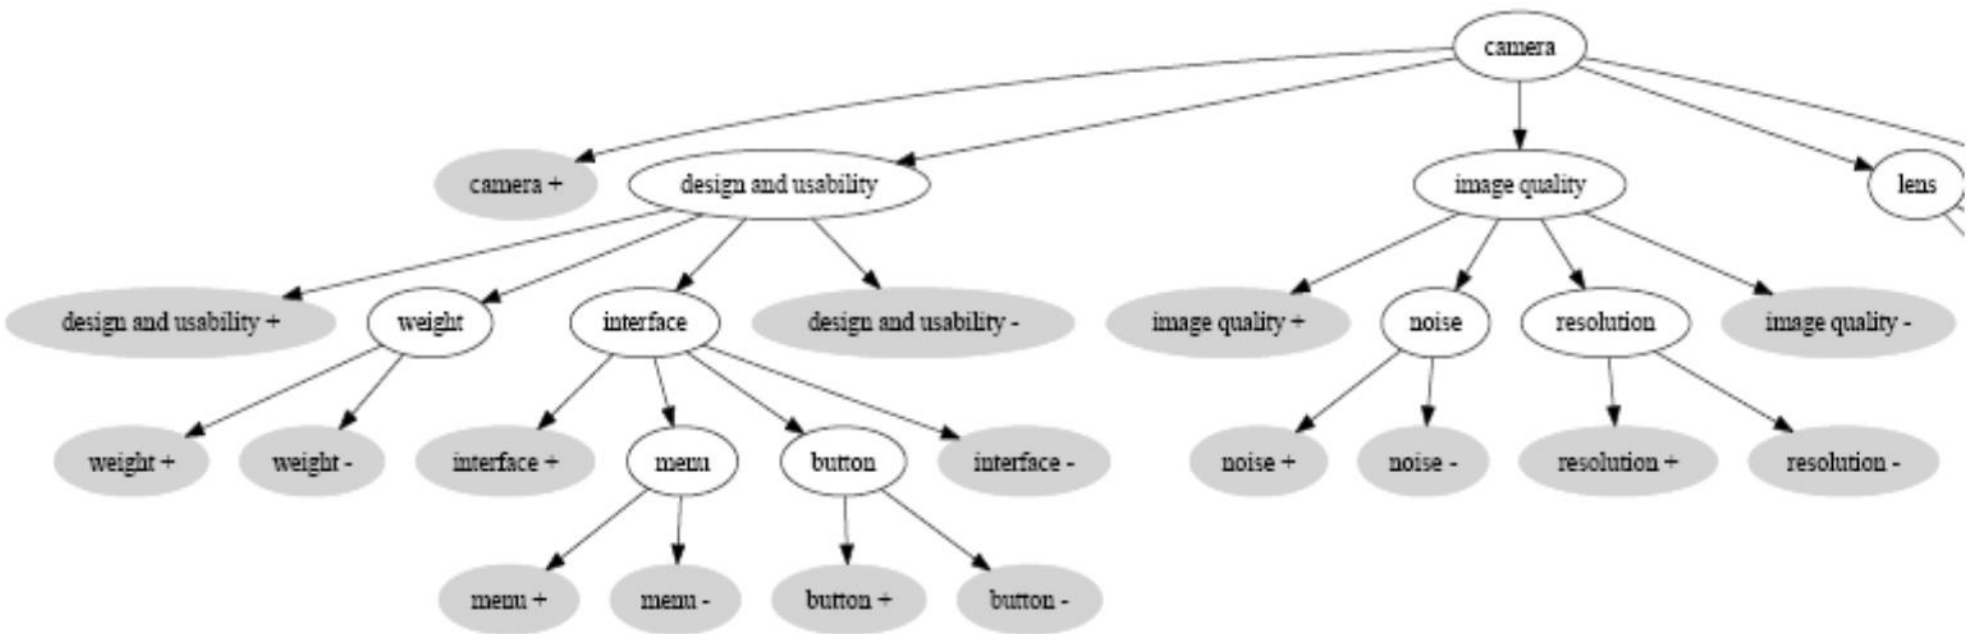 camera
camera +
design and usability
image quality
lens
design and usability +
weight
interface
design and usability -
image quality +
noise
resolution
image quality -
weight +
weight -
interface +
menu
button
interface -
noise +
noise -
resolution +
resolution -
menu +
menu -
button +
button -